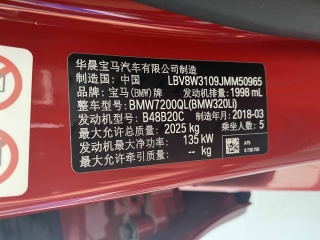 华晨宝马汽车有限公司制造
制造国：中国 LBV8W3109JMM50965
品牌：宝马(BMW)牌 发动机排量：1998 mL
整车型号：BMW7200QL(BMW320Li)
发动机型号：B48B20C 制造年月：2018-03
最大允许总质量：2025 kg 乘坐人数：5
发动机最大净功率：135 kW
最大允许牵引质量：-- kg